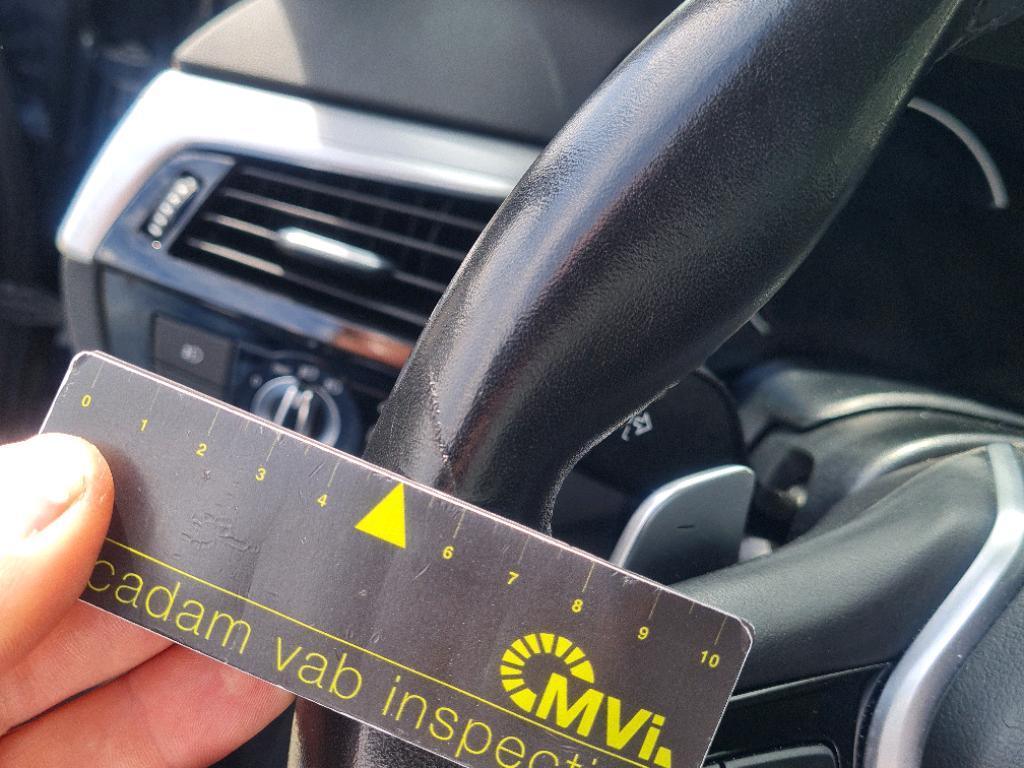 0 1 2 3 4 6 7 8 9 10
cadam vab inspecti
MVi.